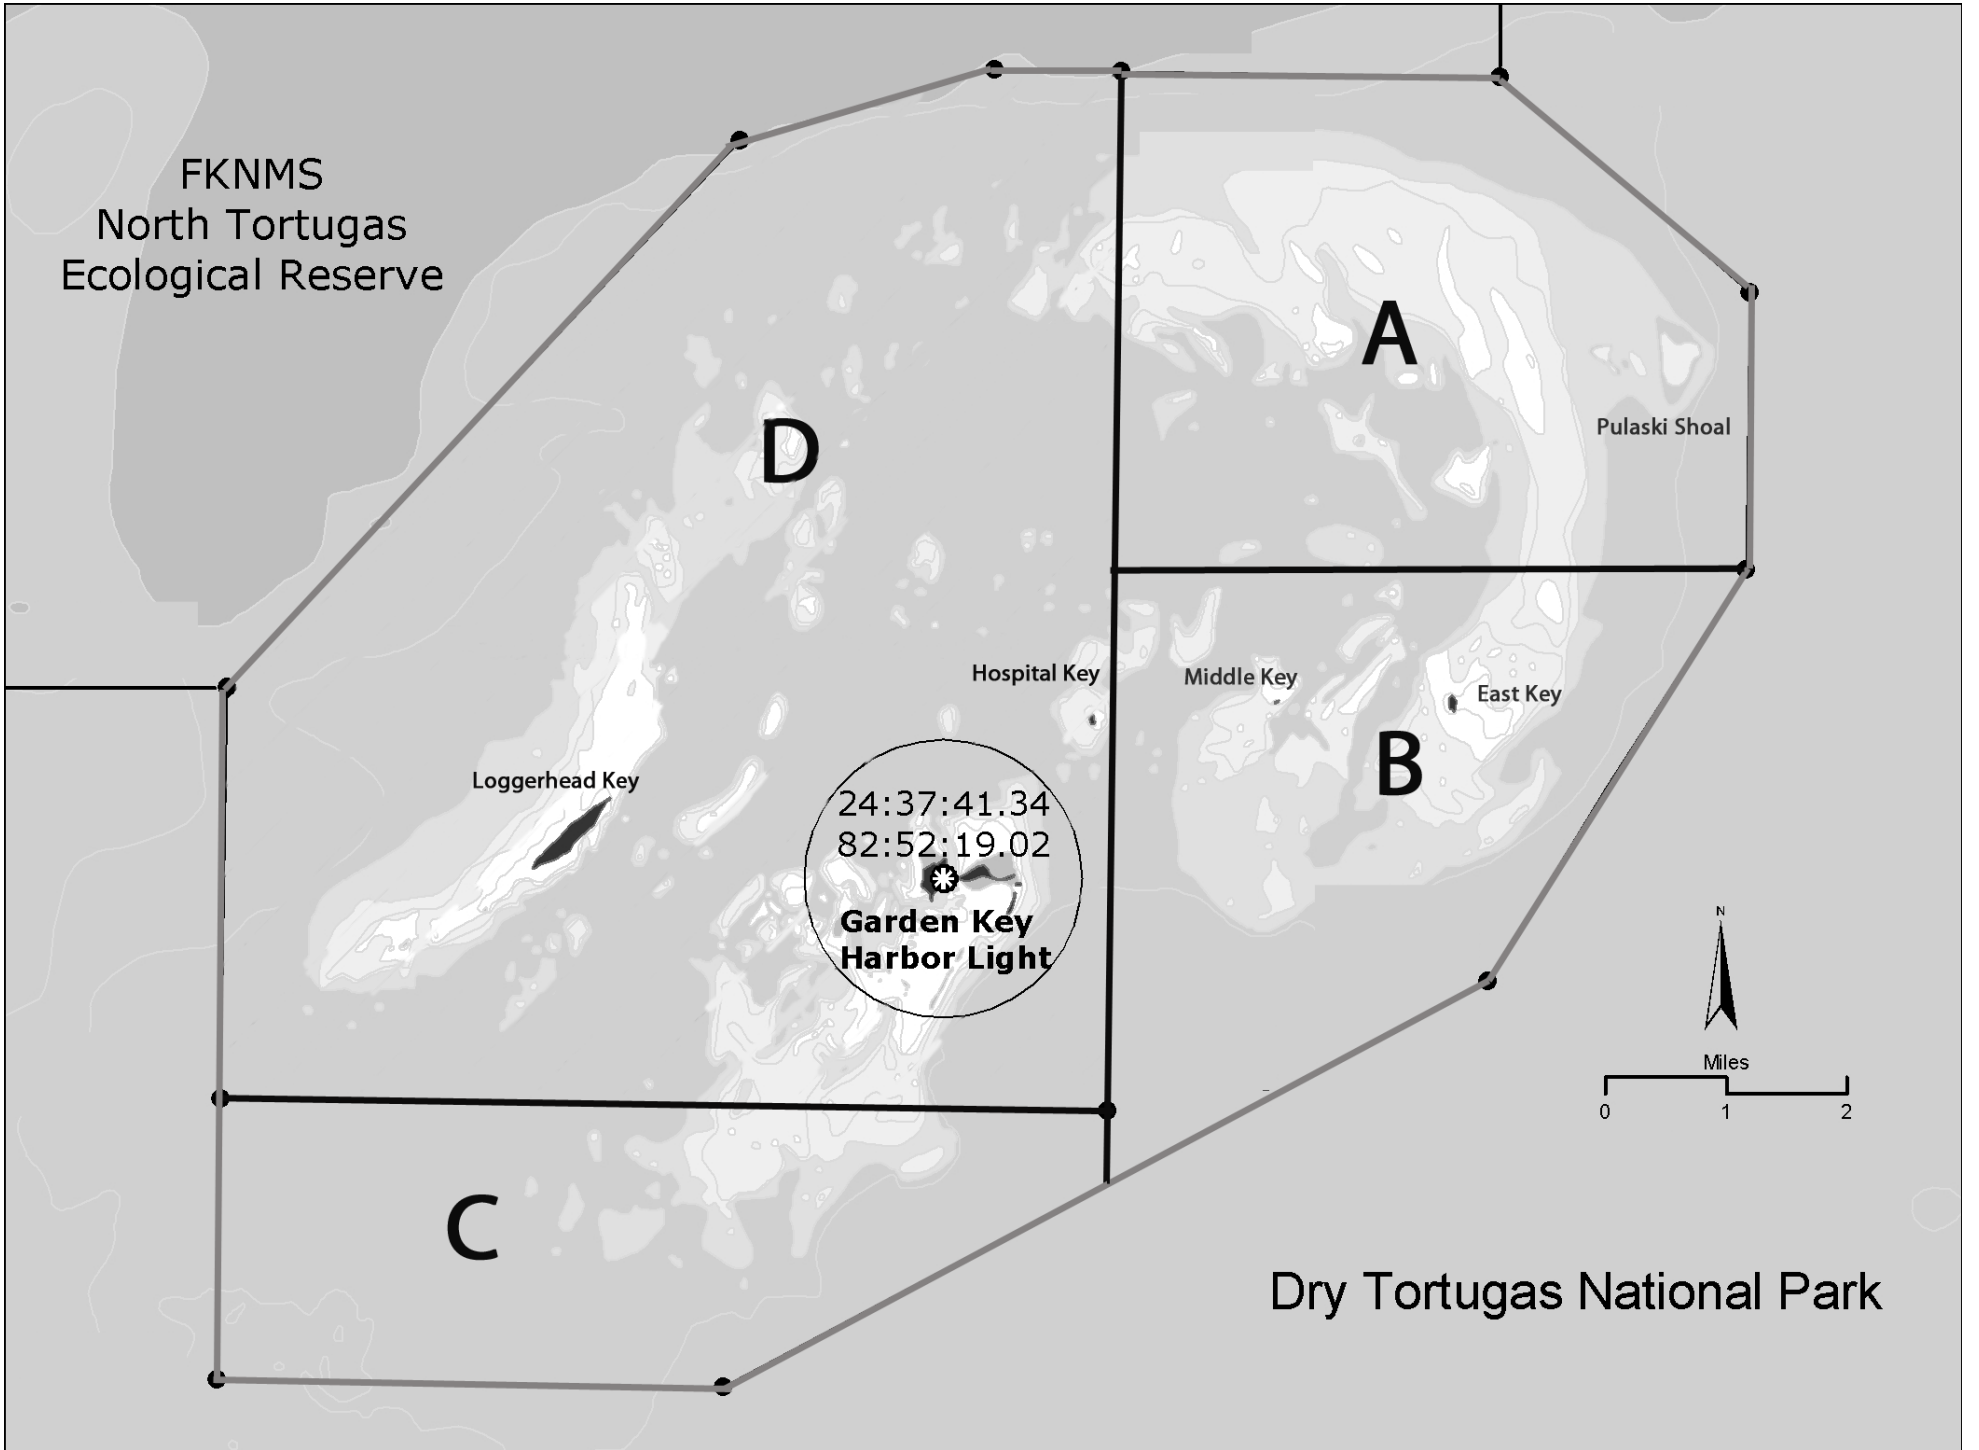 FKNMS
North Tortugas
Ecological Reserve
A
Pulaski Shoal
D
Hospital Key
Middle Key
East Key
B
Loggerhead Key
24:37:41.34
82:52:19.02
Garden Key
Harbor Light
N
Miles
0 1 2
C
Dry Tortugas National Park